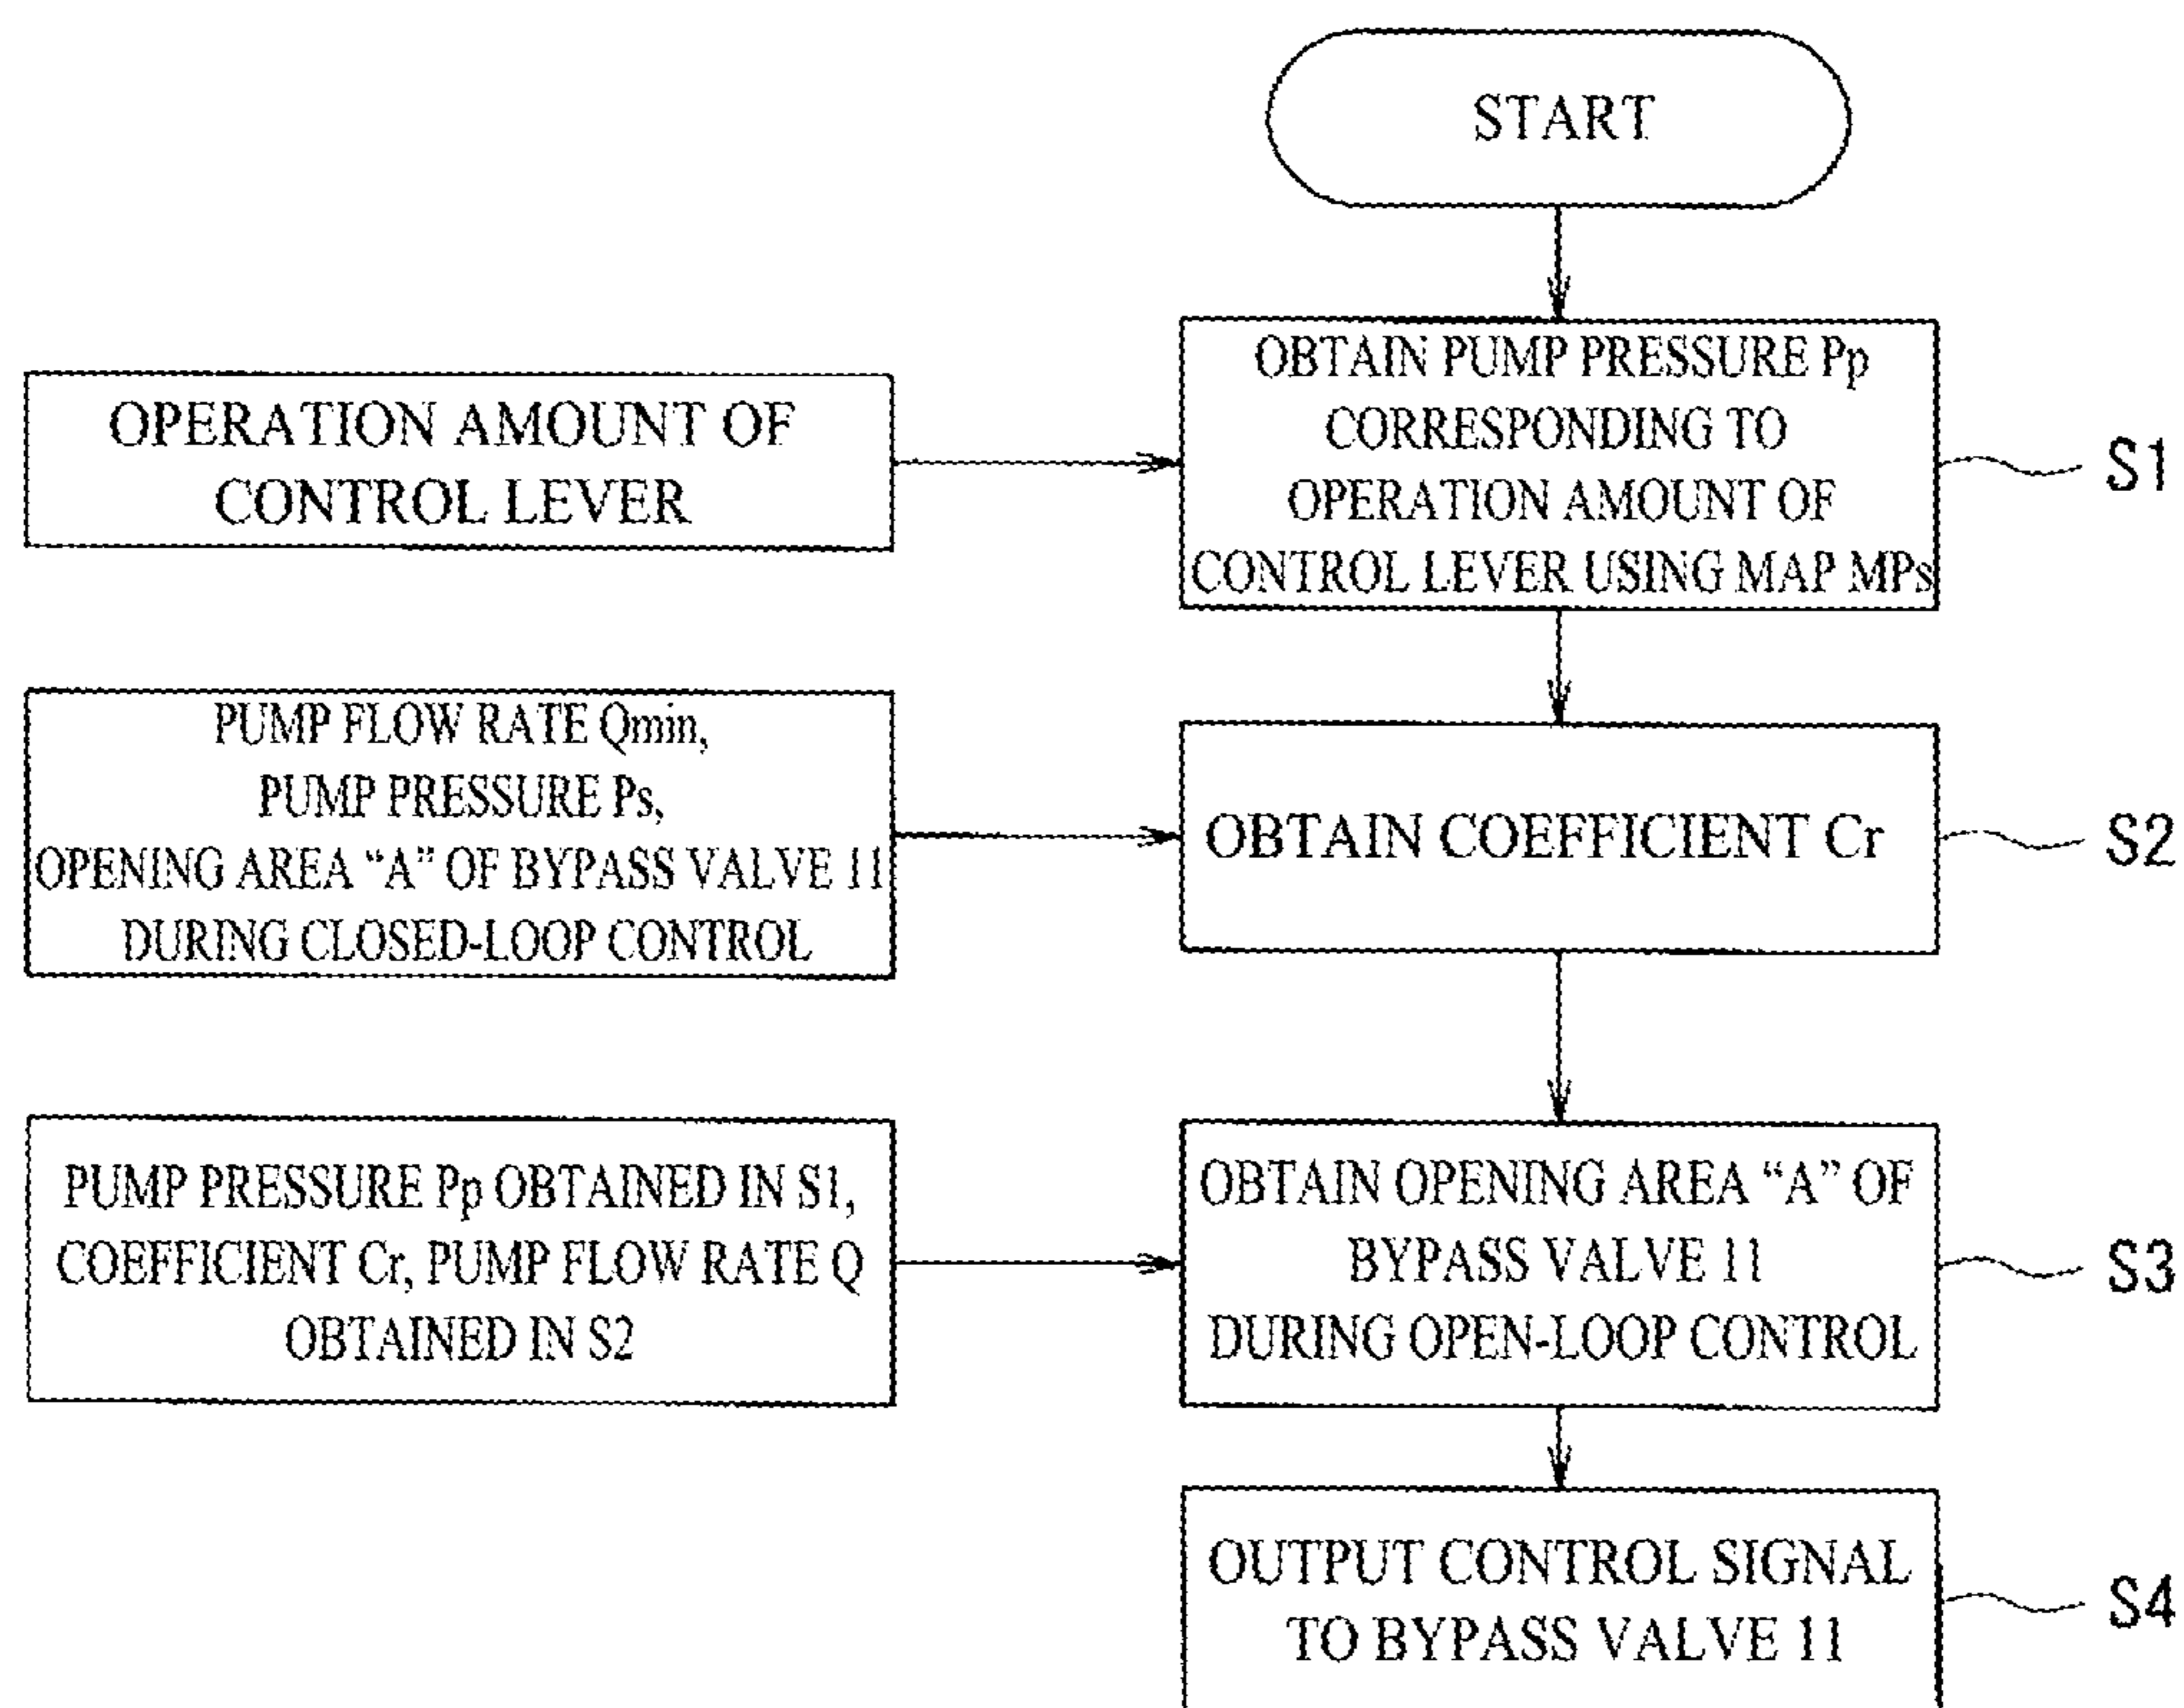 START
OPERATION AMOUNT OF
CONTROL LEVER
OBTAIN PUMP PRESSURE Pp
CORRESPONDING TO
OPERATION AMOUNT OF
CONTROL LEVER USING MAP MPs
S1
PUMP FLOW RATE Qmin,
PUMP PRESSURE Ps,
OPENING AREA “A” OF BYPASS VALVE 11
DURING CLOSED-LOOP CONTROL
OBTAIN COEFFICIENT Cr
S2
PUMP PRESSURE Pp OBTAINED IN S1,
COEFFICIENT Cr, PUMP FLOW RATE Q
OBTAINED IN S2
OBTAIN OPENING AREA “A” OF
BYPASS VALVE 11
DURING OPEN-LOOP CONTROL
S3
OUTPUT CONTROL SIGNAL
TO BYPASS VALVE 11
S4